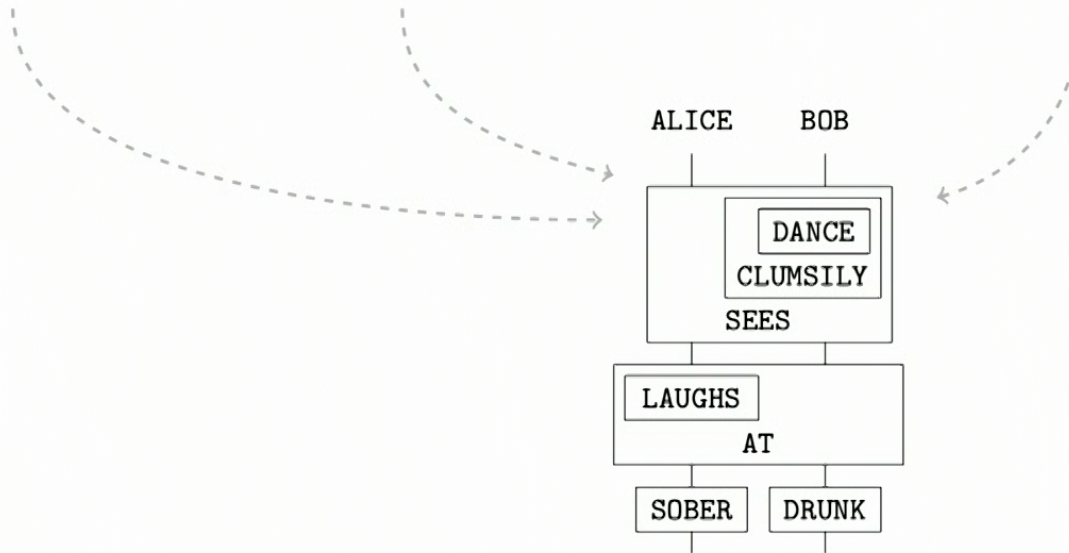 ALICE BOB
DANCE
CLUMSILY
SEES
LAUGHS
AT
SOBER DRUNK